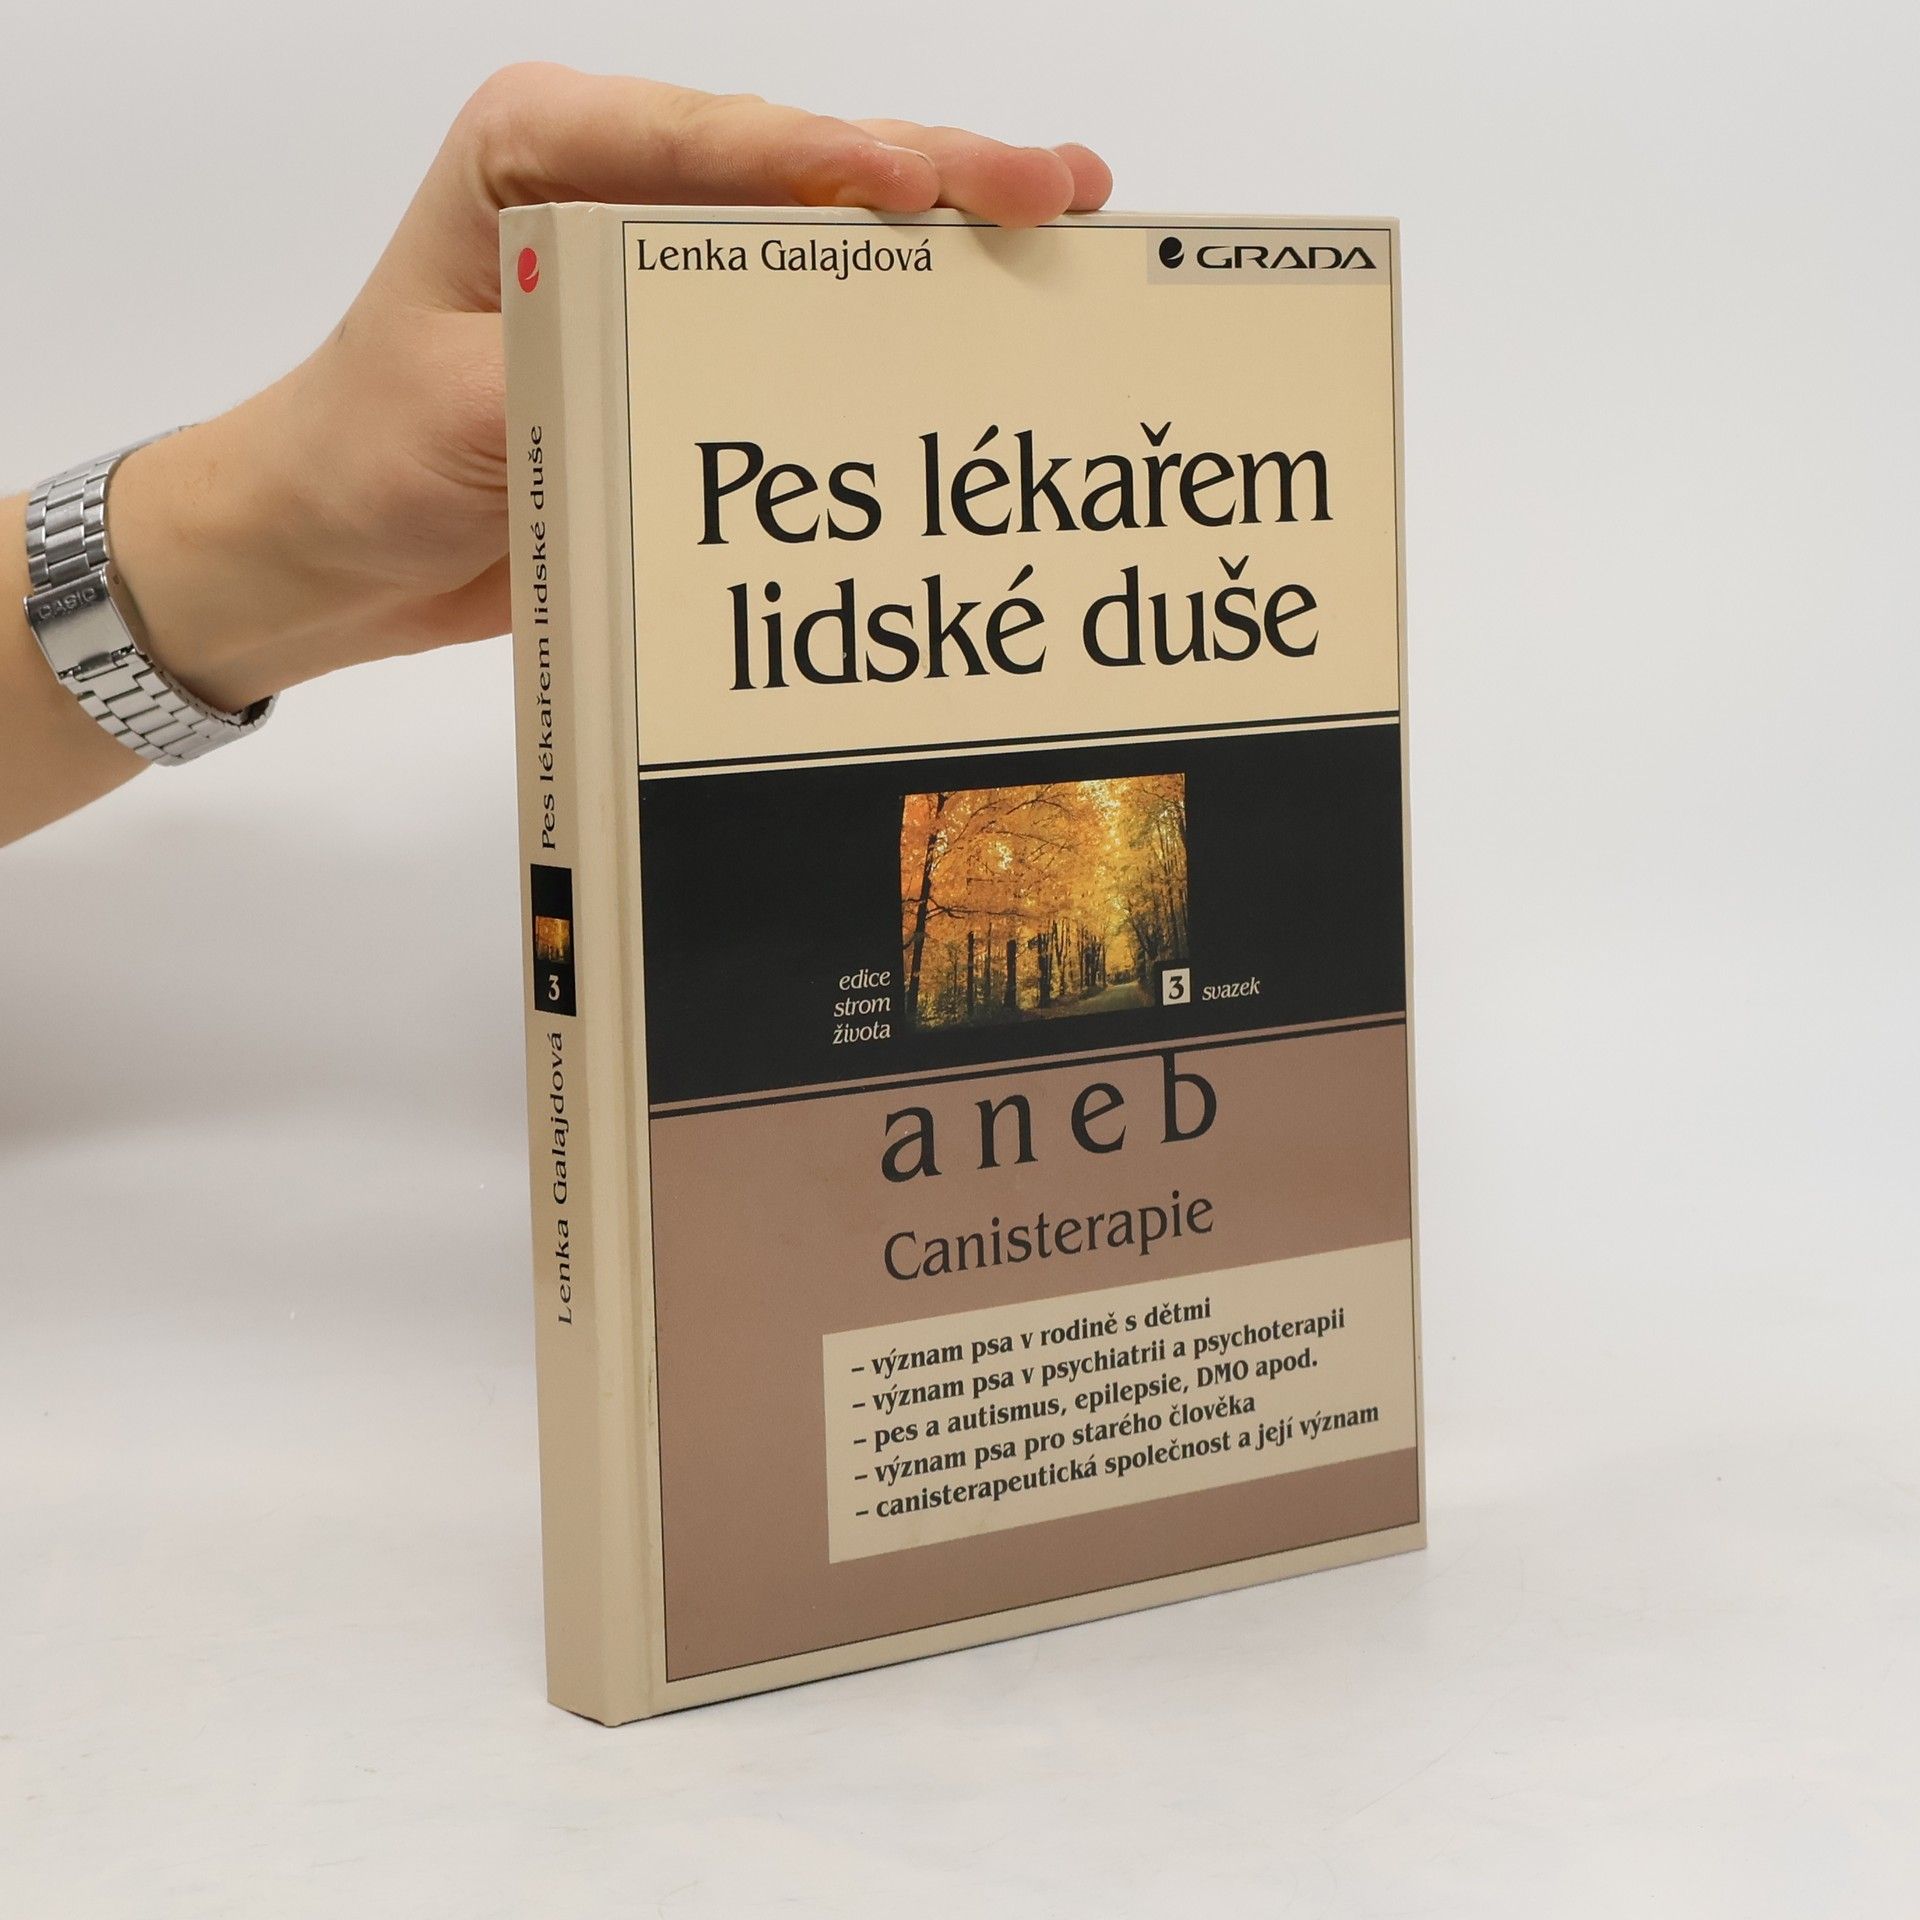 Lenka Galajdová
GRADA
Pes lékařem
lidské duše
edice
strom
života
3 svazek
aneb
Canisterapie
– význam psa v rodině s dětmi
– význam psa v psychiatrii a psychoterapii
– pes a autismus, epilepsie, DMO apod.
– význam psa pro starého člověka
– canisterapeutická společnost a její význam
Lenka Galajdová 3 Pes lékařem lidské duše
CASIO